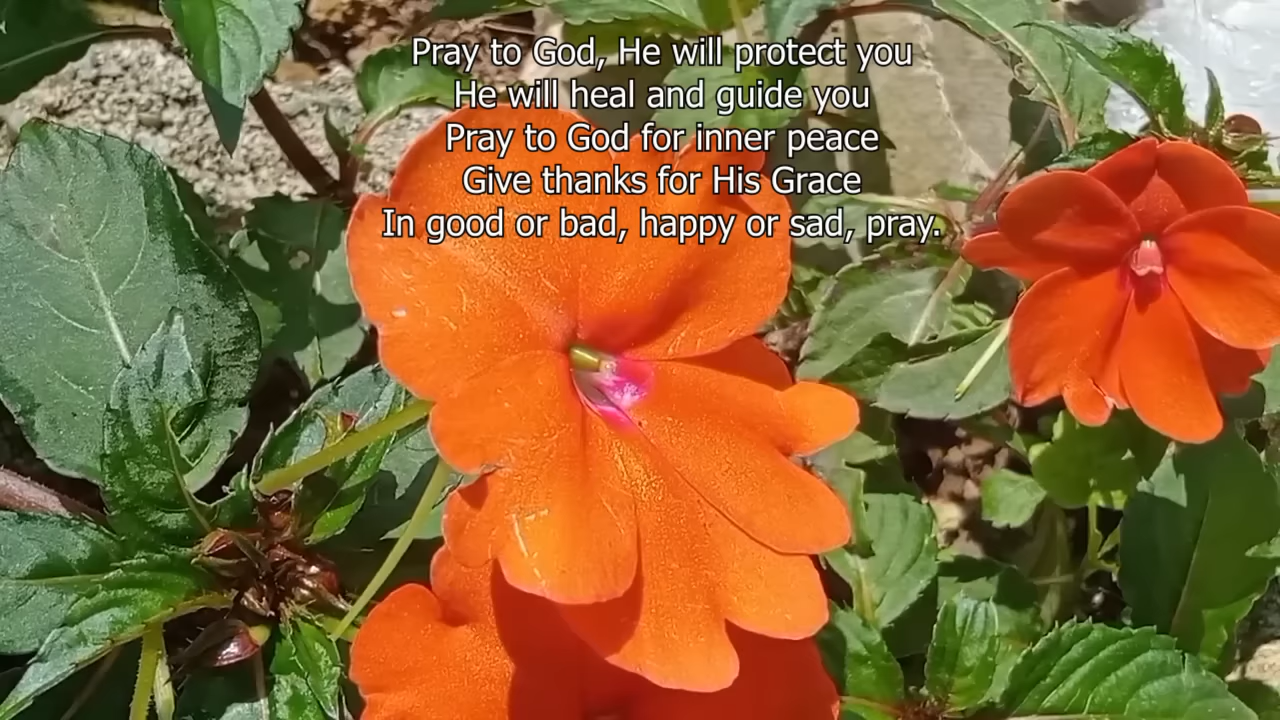 Pray to God, He will protect you
He will heal and guide you
Pray to God for inner peace
Give thanks for His Grace
In good or bad, happy or sad, pray.